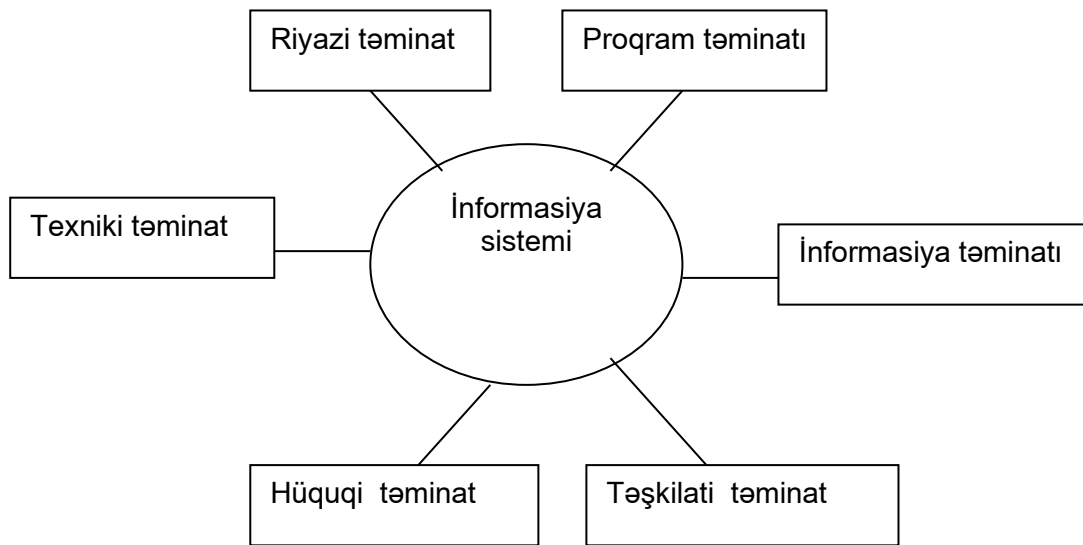 Riyazi təminat
Proqram təminatı
İnformasiya
sistemi
Texniki təminat
İnformasiya təminatı
Hüquqi təminat
Təşkilati təminat